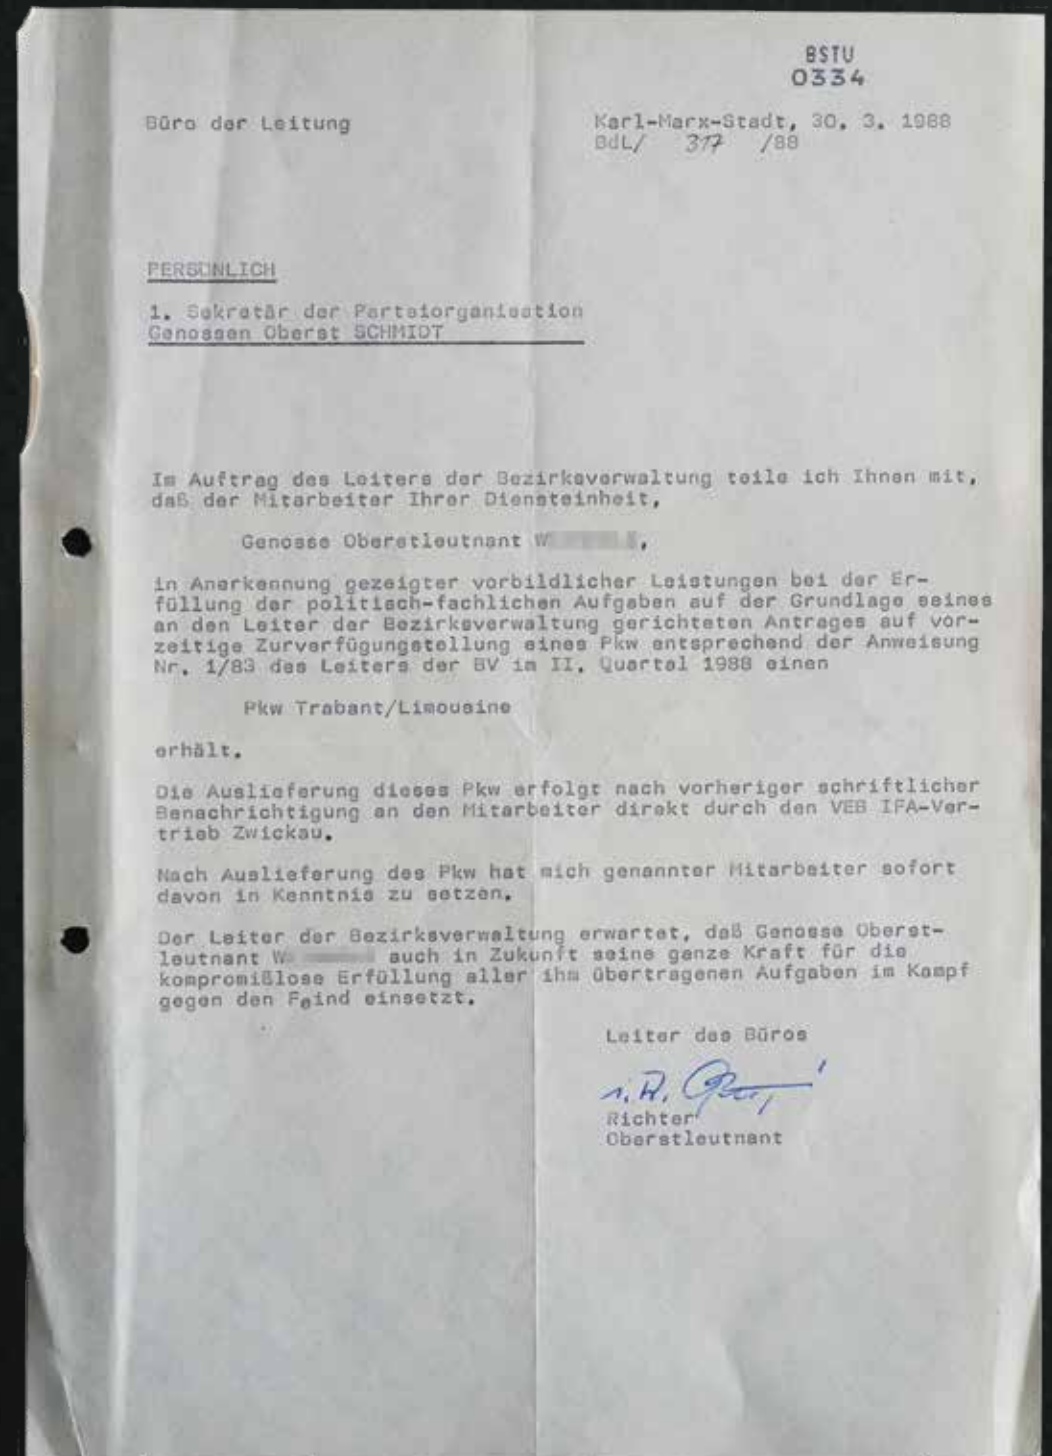 BSTU
0334
Büro der Leitung
Karl-Marx-Stadt, 30. 3. 1988
BdL/ 317 /88
PERSÖNLICH
1. Sekretär der Parteiorganisation
Genossen Oberst SCHMIDT
Im Auftrag des Leiters der Bezirksverwaltung teile ich Ihnen mit,
daß der Mitarbeiter Ihrer Diensteinheit,
Genosse Oberstleutnant W ,
in Anerkennung gezeigter vorbildlicher Leistungen bei der Er-
füllung der politisch-fachlichen Aufgaben auf der Grundlage seines
an den Leiter der Bezirksverwaltung gerichteten Antrages auf vor-
zeitige Zurverfügungstellung eines Pkw entsprechend der Anweisung
Nr. 1/83 des Leiters der BV im II. Quartal 1988 einen
Pkw Trabant/Limousine
erhält.
Die Auslieferung dieses Pkw erfolgt nach vorheriger schriftlicher
Benachrichtigung an den Mitarbeiter direkt durch den VEB IFA-Ver-
trieb Zwickau.
Nach Auslieferung des Pkw hat mich genannter Mitarbeiter sofort
davon in Kenntnis zu setzen.
Der Leiter der Bezirksverwaltung erwartet, daß Genosse Oberst-
leutnant W auch in Zukunft seine ganze Kraft für die
kompromißlose Erfüllung aller ihm übertragenen Aufgaben im Kampf
gegen den Feind einsetzt.
Leiter des Büros
Richter
Oberstleutnant